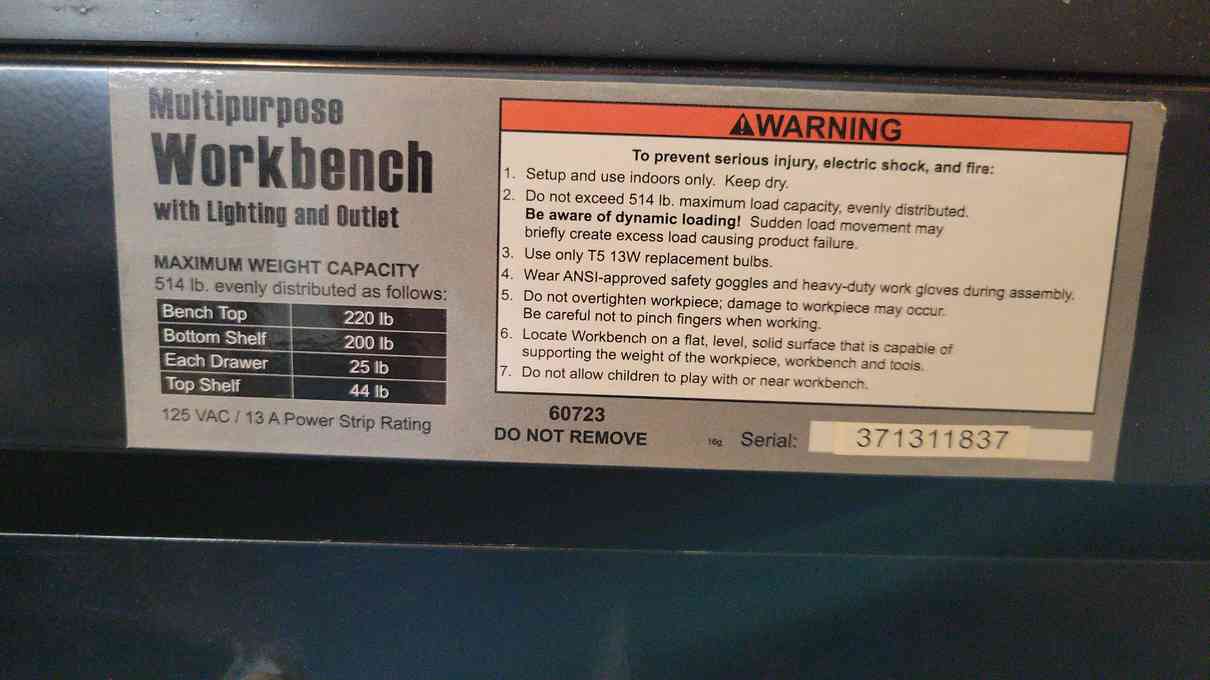 Multipurpose
Workbench
with Lighting and Outlet
MAXIMUM WEIGHT CAPACITY
514 lb. evenly distributed as follows:
Bench Top 220 lb
Bottom Shelf 200 lb
Each Drawer 25 lb
Top Shelf 44 lb
125 VAC / 13 A Power Strip Rating
⚠WARNING
To prevent serious injury, electric shock, and fire:
1. Setup and use indoors only. Keep dry.
2. Do not exceed 514 lb. maximum load capacity, evenly distributed.
Be aware of dynamic loading! Sudden load movement may
briefly create excess load causing product failure.
3. Use only T5 13W replacement bulbs.
4. Wear ANSI-approved safety goggles and heavy-duty work gloves during assembly.
5. Do not overtighten workpiece; damage to workpiece may occur.
Be careful not to pinch fingers when working.
6. Locate Workbench on a flat, level, solid surface that is capable of
supporting the weight of the workpiece, workbench and tools.
7. Do not allow children to play with or near workbench.
60723
DO NOT REMOVE
16g Serial: 371311837